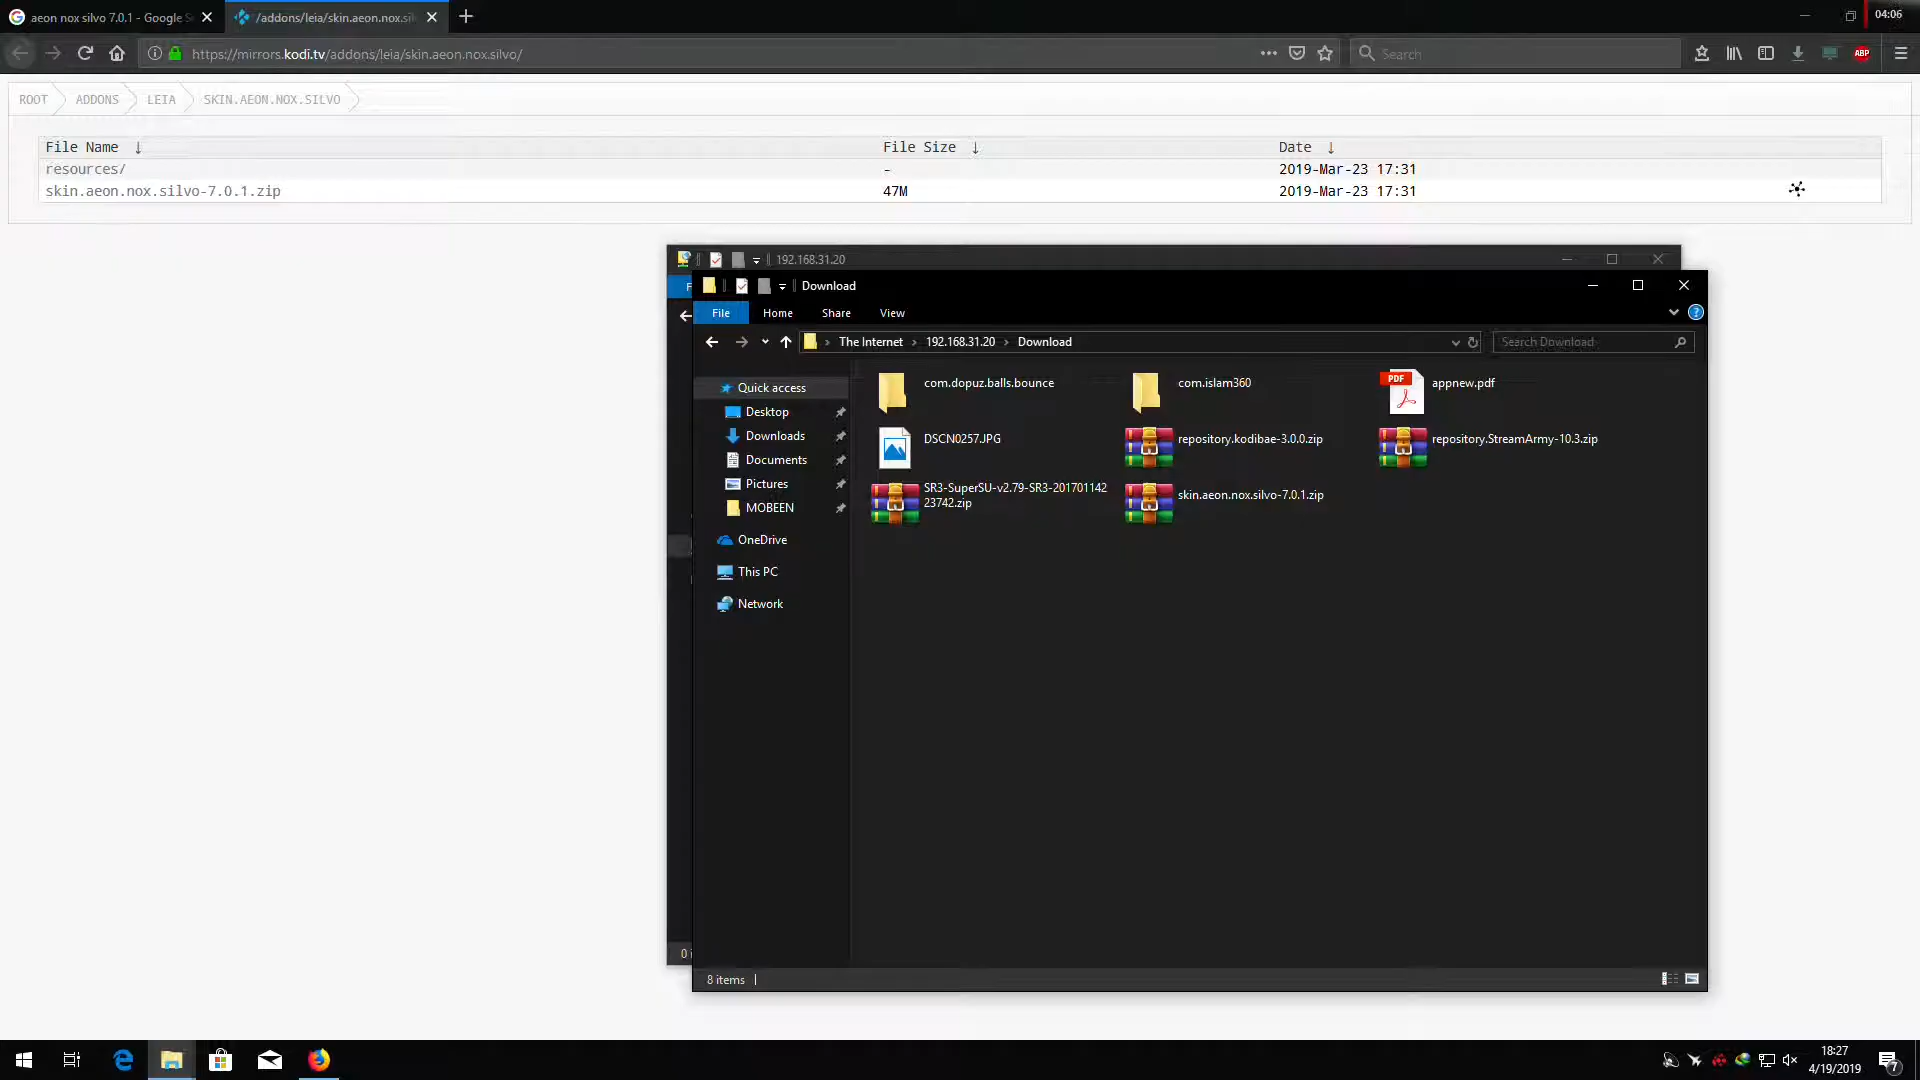 aeon nox silvo 7.0.1 - Google S
/addons/leia/skin.aeon.nox.sil
04:06
https://mirrors.kodi.tv/addons/leia/skin.aeon.nox.silvo/
Search
ABP
ROOT ADDONS LEIA SKIN.AEON.NOX.SILVO
File Name ↓ File Size ↓ Date ↓
resources/ - 2019-Mar-23 17:31
skin.aeon.nox.silvo-7.0.1.zip 47M 2019-Mar-23 17:31
192.168.31.20
F
Download
File Home Share View
The Internet > 192.168.31.20 > Download
Search Download
Quick access
Desktop
Downloads
Documents
Pictures
MOBEEN
OneDrive
This PC
Network
com.dopuz.balls.bounce
com.islam360
PDF
appnew.pdf
DSCN0257.JPG
repository.kodibae-3.0.0.zip
repository.StreamArmy-10.3.zip
SR3-SuperSU-v2.79-SR3-201701142
23742.zip
skin.aeon.nox.silvo-7.0.1.zip
0 i
8 items
18:27
4/19/2019
7